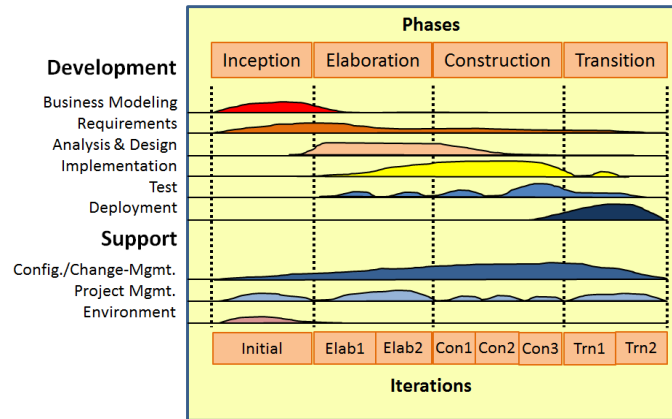 Phases
Inception Elaboration Construction Transition
Development
Business Modeling
Requirements
Analysis & Design
Implementation
Test
Deployment
Support
Config./Change-Mgmt.
Project Mgmt.
Environment
Initial Elab1 Elab2 Con1 Con2 Con3 Trn1 Trn2
Iterations